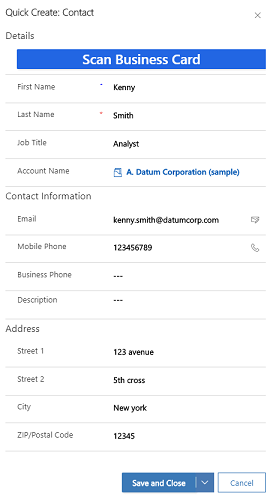 Quick Create: Contact
Details
Scan Business Card
First Name * Kenny
Last Name * Smith
Job Title Analyst
Account Name A. Datum Corporation (sample)
Contact Information
Email kenny.smith@datumcorp.com
Mobile Phone 123456789
Business Phone ---
Description ---
Address
Street 1 123 avenue
Street 2 5th cross
City New york
ZIP/Postal Code 12345
Save and Close Cancel